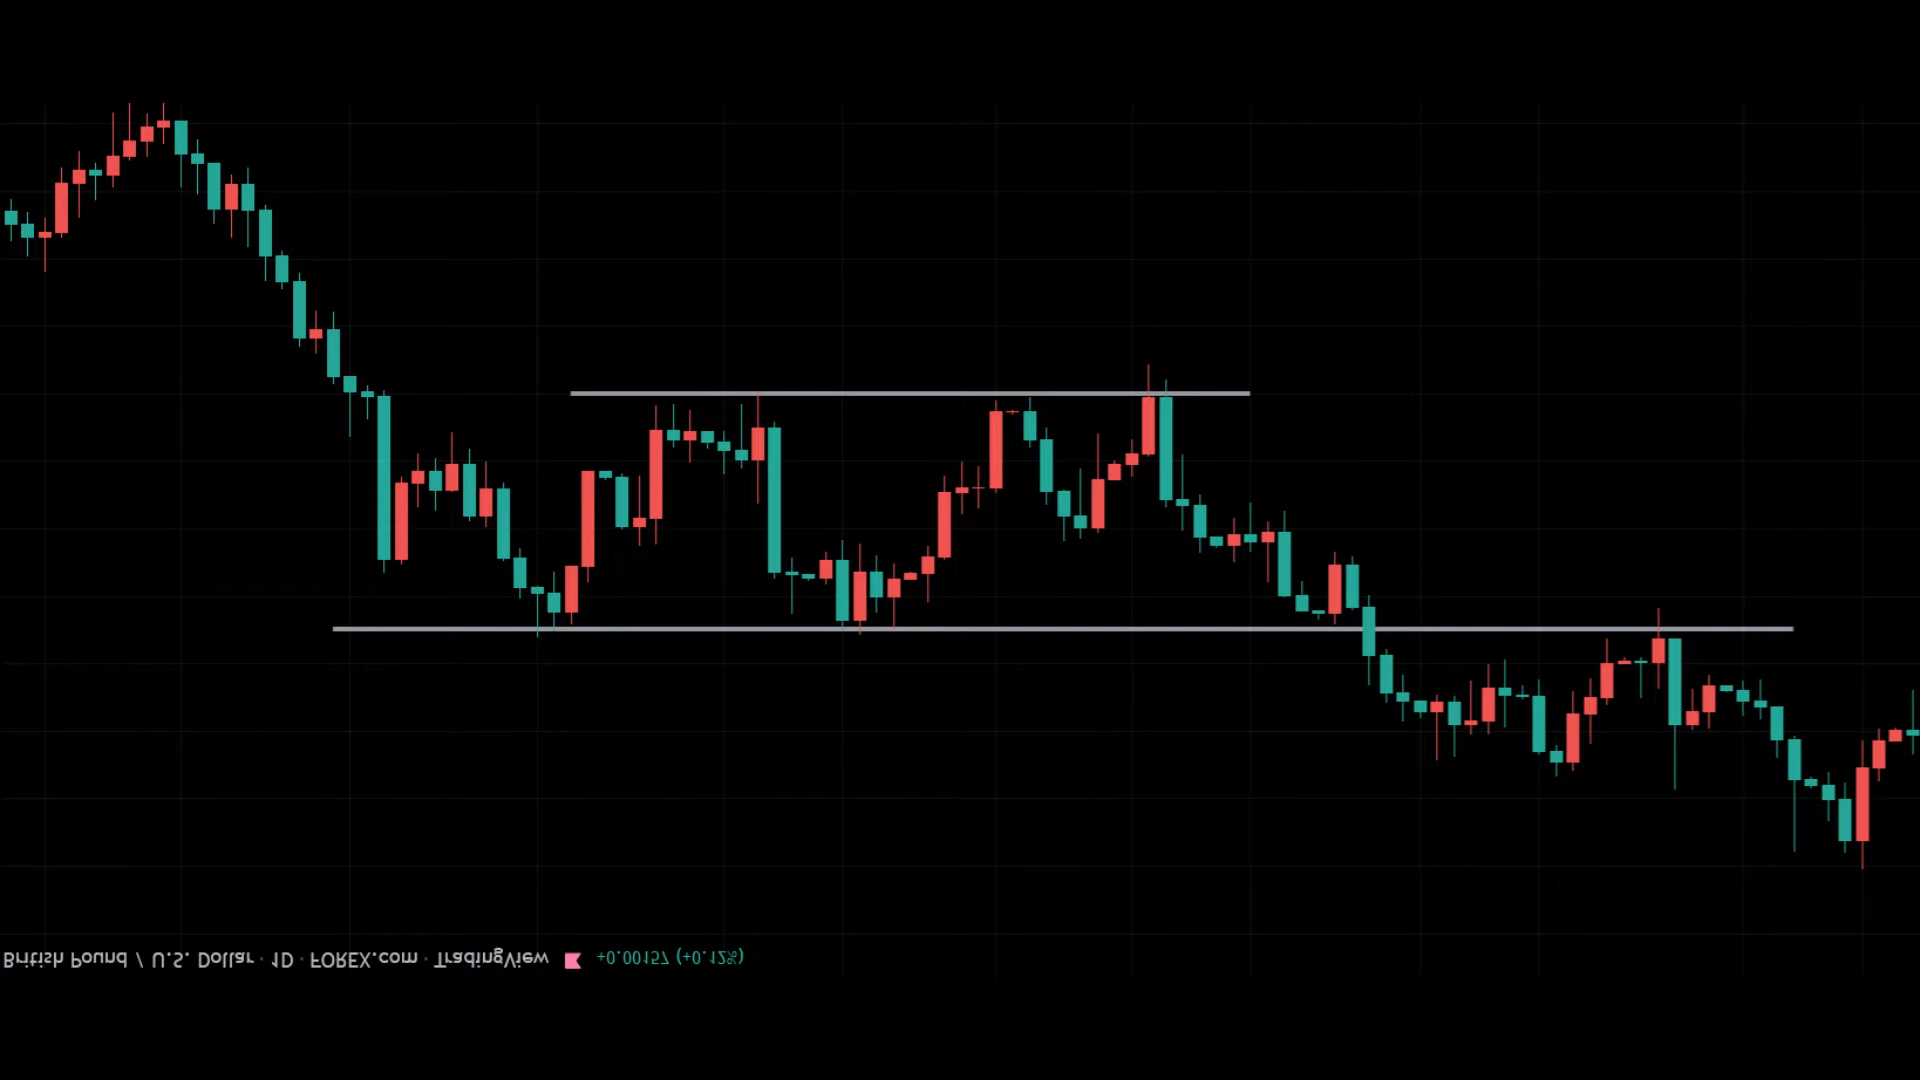 British Pound / U.S. Dollar · 1D · FOREX.com · TradingView +0.00157 (+0.12%)